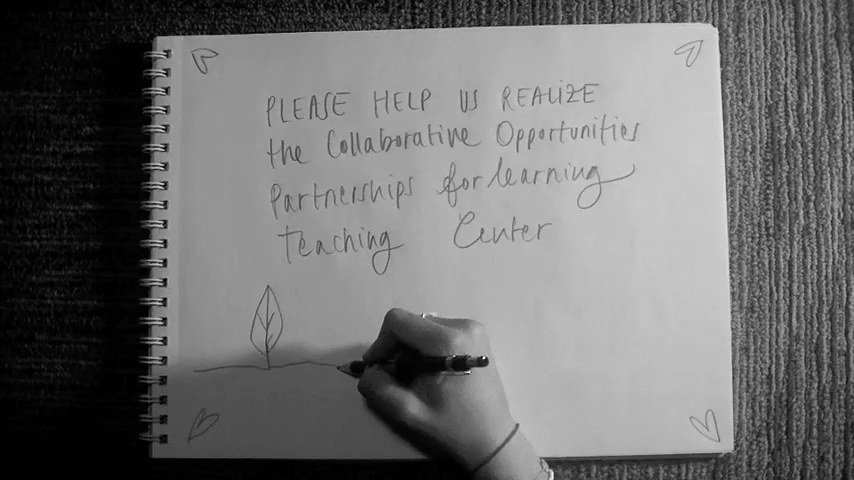 PLEASE HELP US REALIZE
the Collaborative Opportunities
Partnerships for learning
teaching Center